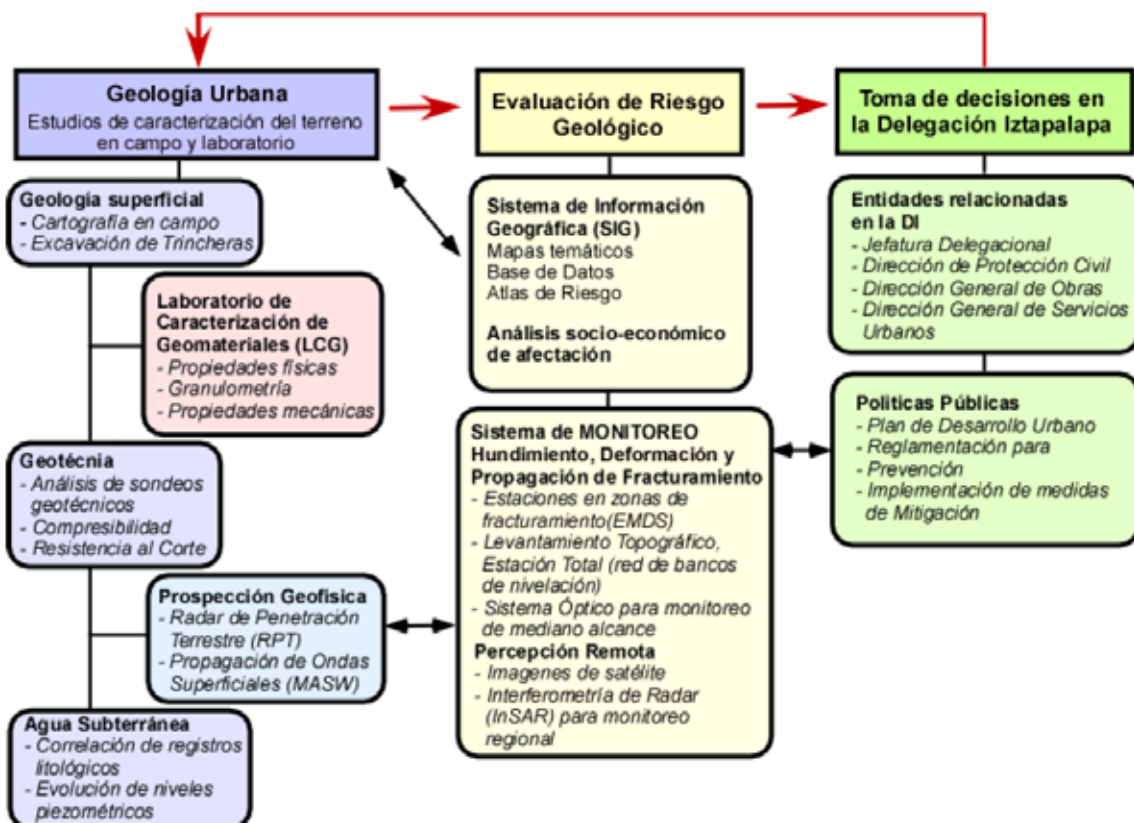 Geología Urbana
Estudios de caracterización del terreno
en campo y laboratorio
Geología superficial
- Cartografía en campo
- Excavación de Trincheras
Laboratorio de
Caracterización de
Geomateriales (LCG)
- Propiedades físicas
- Granulometría
- Propiedades mecánicas
Geotécnia
- Análisis de sondeos
geotécnicos
- Compresibilidad
- Resistencia al Corte
Prospección Geofísica
- Radar de Penetración
Terrestre (RPT)
- Propagación de Ondas
Superficiales (MASW)
Agua Subterránea
- Correlación de registros
litológicos
- Evolución de niveles
piezométricos
Evaluación de Riesgo
Geológico
Sistema de Información
Geográfica (SIG)
Mapas temáticos
Base de Datos
Atlas de Riesgo
Análisis socio-económico
de afectación
Sistema de MONITOREO
Hundimiento, Deformación y
Propagación de Fracturamiento
- Estaciones en zonas de
fracturamiento(EMDS)
- Levantamiento Topográfico,
Estación Total (red de bancos
de nivelación)
- Sistema Óptico para monitoreo
de mediano alcance
Percepción Remota
- Imagenes de satélite
- Interferometría de Radar
(InSAR) para monitoreo
regional
Toma de decisiones en
la Delegación Iztapalapa
Entidades relacionadas
en la DI
- Jefatura Delegacional
- Dirección de Protección Civil
- Dirección General de Obras
- Dirección General de Servicios
Urbanos
Politicas Públicas
- Plan de Desarrollo Urbano
- Reglamentación para
- Prevención
- Implementación de medidas
de Mitigación